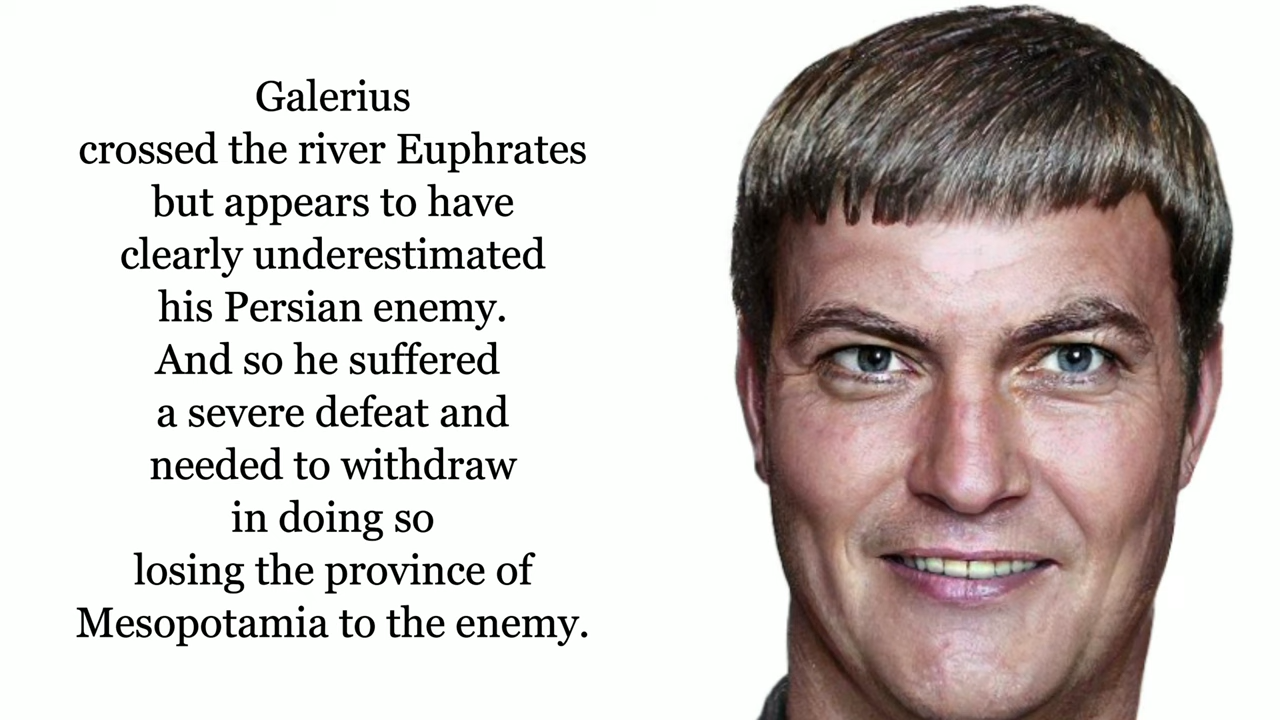 Galerius
crossed the river Euphrates
but appears to have
clearly underestimated
his Persian enemy.
And so he suffered
a severe defeat and
needed to withdraw
in doing so
losing the province of
Mesopotamia to the enemy.